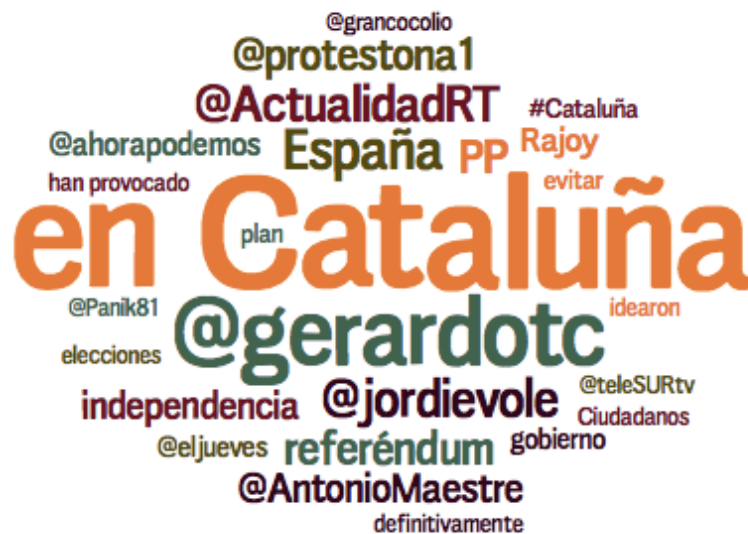 @grancocolio
@protestona1
@ActualidadRT #Cataluña
@ahorapodemos España PP Rajoy
han provocado evitar
en Cataluña
plan
@Panik81 @gerardotc idearon
elecciones
independencia @jordievole @teleSURtv
Ciudadanos
@eljueves referéndum gobierno
@AntonioMaestre
definitivamente